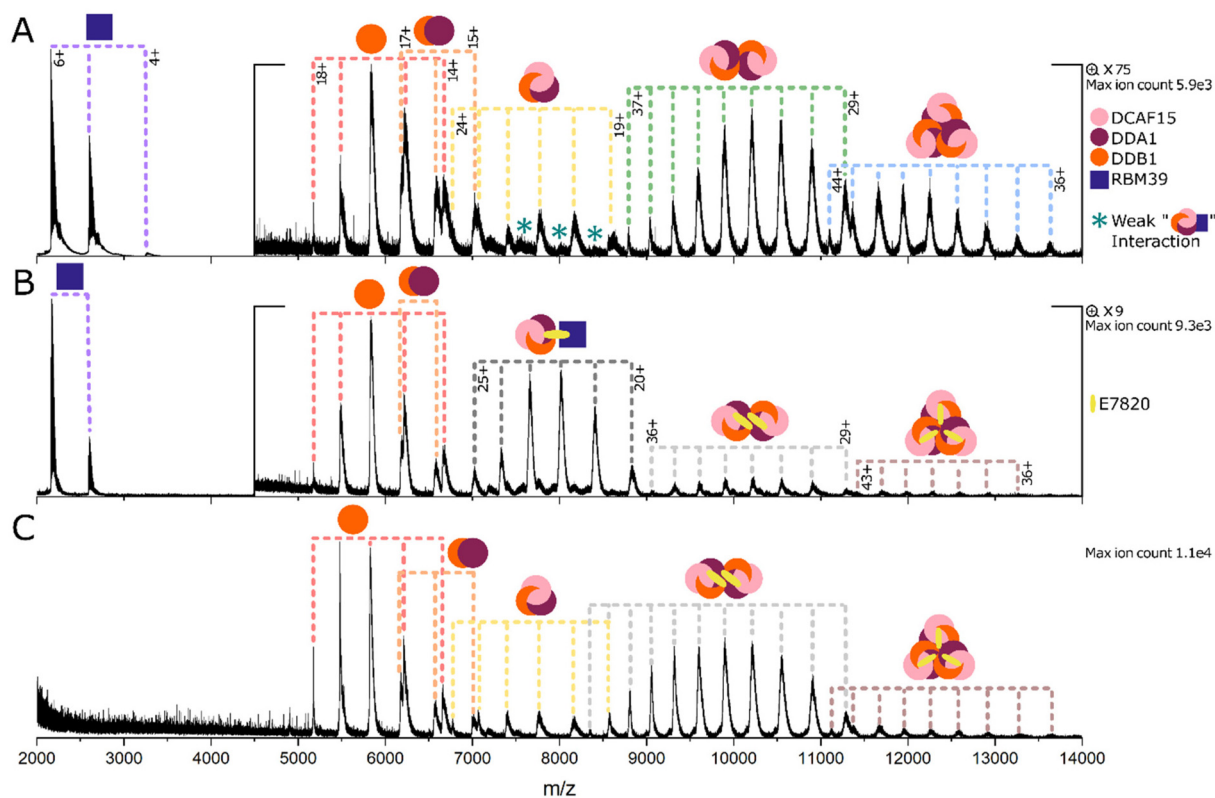 A
6+
4+
18+
17+
15+
14+
24+
19+
37+
29+
44+
36+
X75
Max ion count 5.9e3
DCAF15
DDA1
DDB1
RBM39
* Weak " "
Interaction
B
25+
20+
36+
29+
43+
36+
X9
Max ion count 9.3e3
E7820
C
Max ion count 1.1e4
2000 3000 4000 5000 6000 7000 8000 9000 10000 11000 12000 13000 14000
m/z